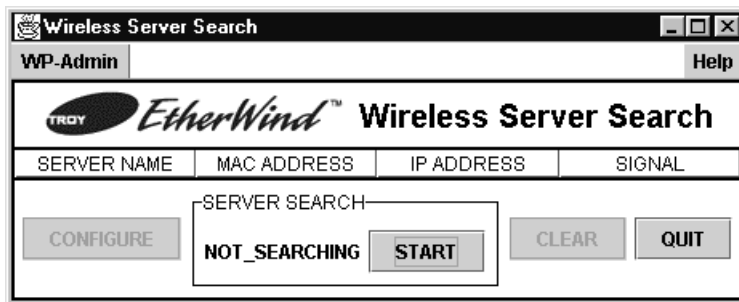 Wireless Server Search
WP-Admin Help
TROY EtherWind™ Wireless Server Search
SERVER NAME MAC ADDRESS IP ADDRESS SIGNAL
SERVER SEARCH
CONFIGURE NOT_SEARCHING START CLEAR QUIT